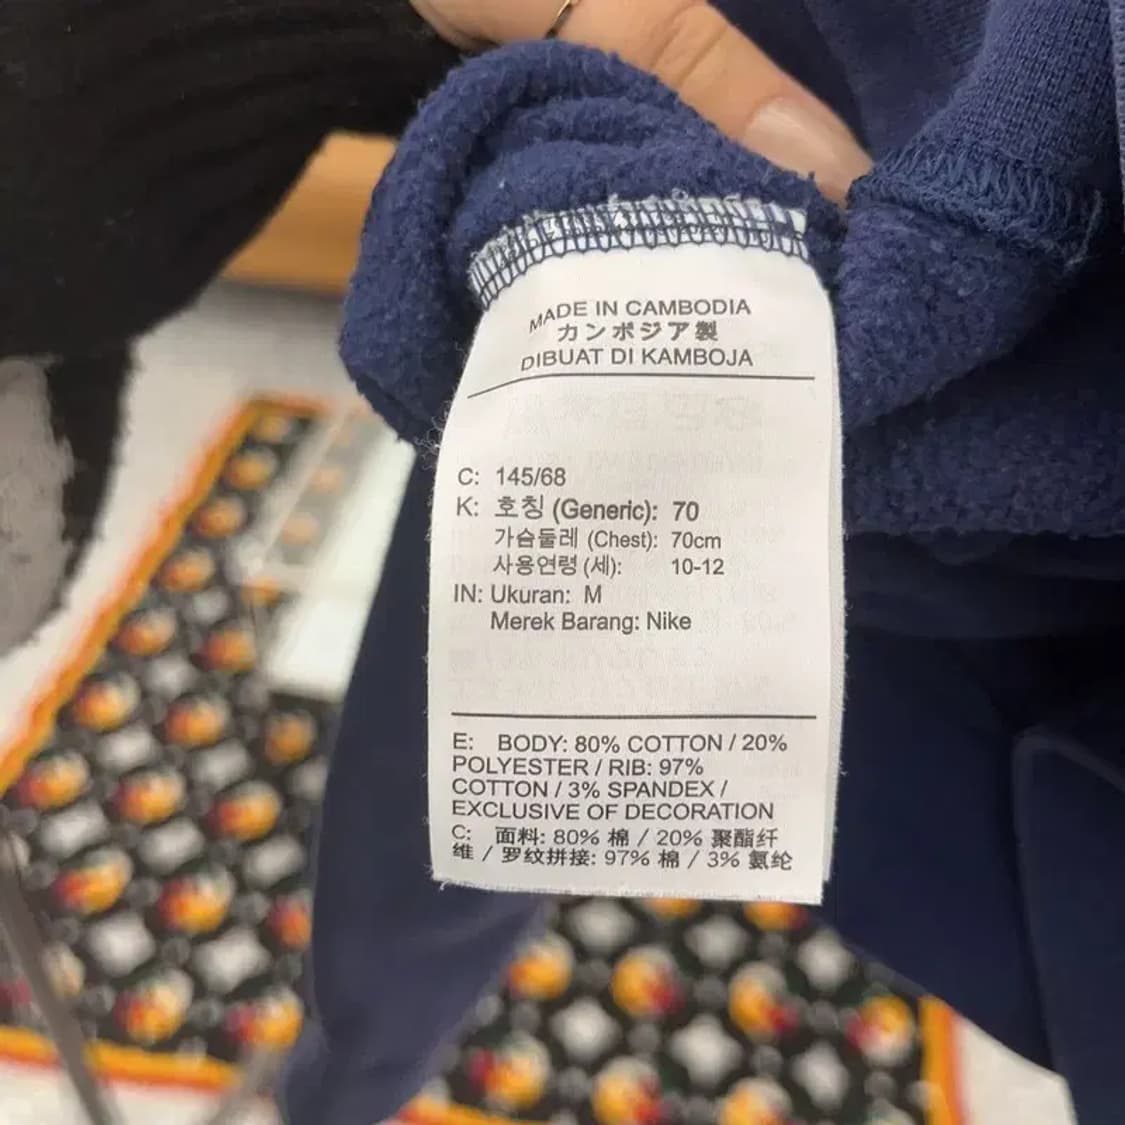 MADE IN CAMBODIA
カンボジア製
DIBUAT DI KAMBOJA
C: 145/68
K: 호칭 (Generic): 70
가슴둘레 (Chest): 70cm
사용연령 (세): 10-12
IN: Ukuran: M
Merek Barang: Nike
E: BODY: 80% COTTON / 20%
POLYESTER / RIB: 97%
COTTON / 3% SPANDEX /
EXCLUSIVE OF DECORATION
C: 面料: 80% 棉 / 20% 聚酯纤
维 / 罗纹拼接: 97% 棉 / 3% 氨纶